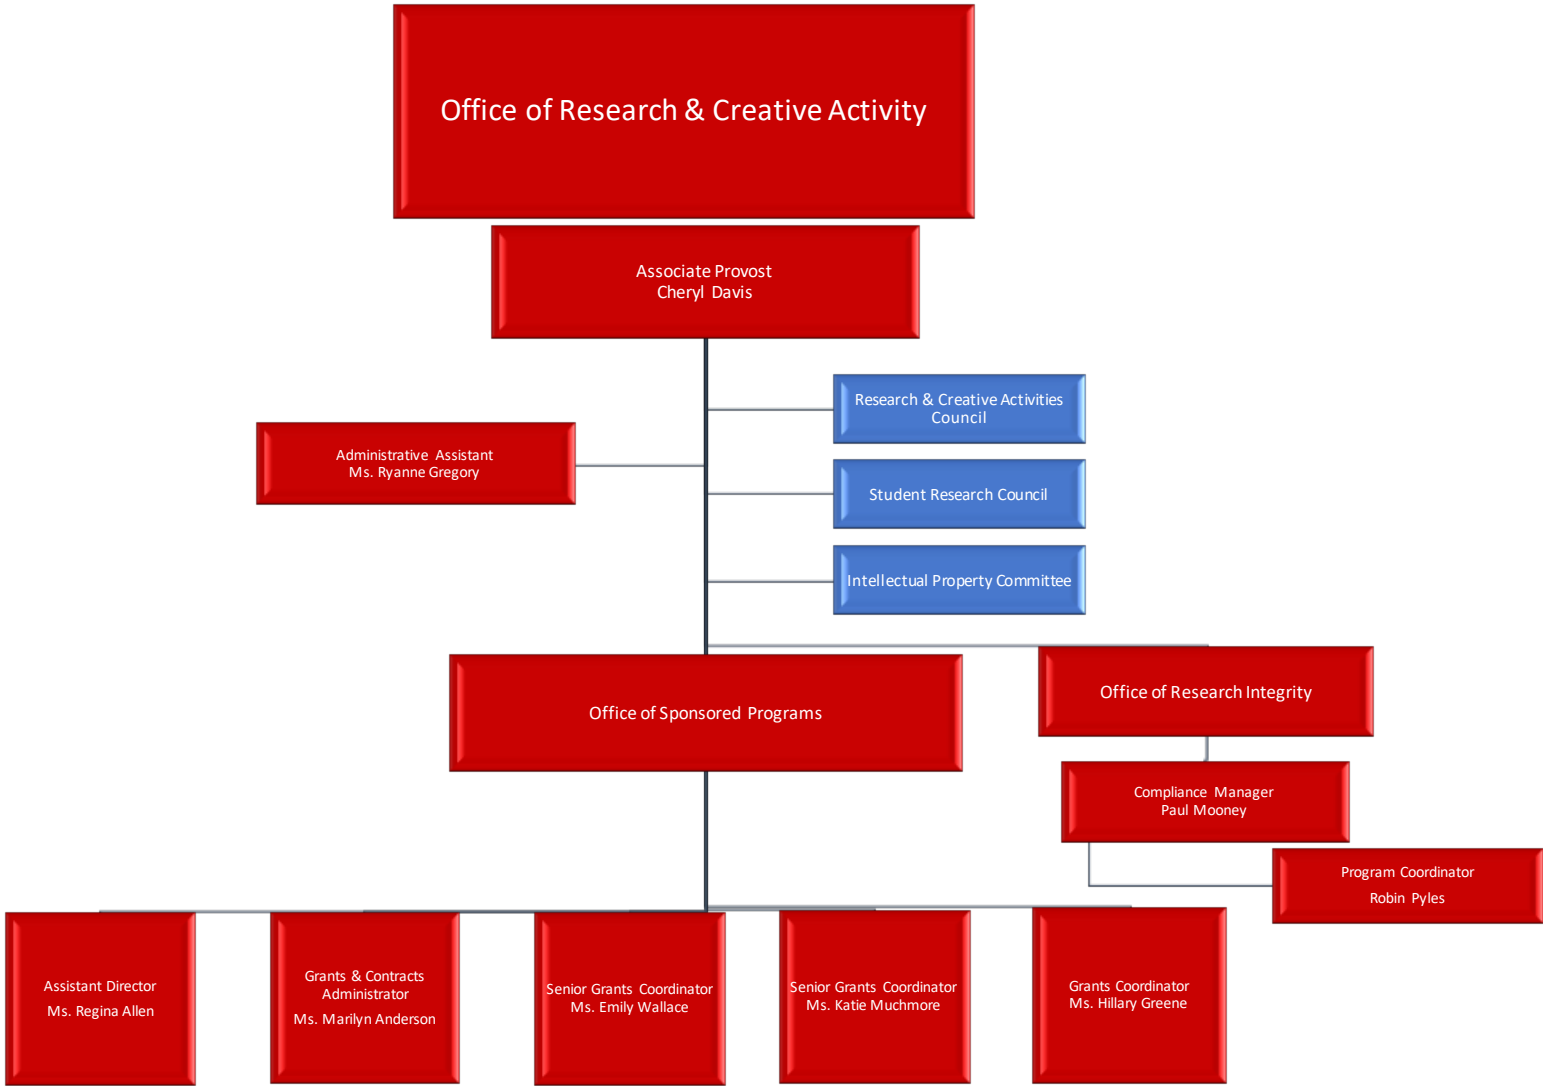 Office of Research & Creative Activity
Associate Provost
Cheryl Davis
Research & Creative Activities
Council
Administrative Assistant
Ms. Ryanne Gregory
Student Research Council
Intellectual Property Committee
Office of Sponsored Programs
Office of Research Integrity
Compliance Manager
Paul Mooney
Program Coordinator
Robin Pyles
Assistant Director
Ms. Regina Allen
Grants & Contracts
Administrator
Ms. Marilyn Anderson
Senior Grants Coordinator
Ms. Emily Wallace
Senior Grants Coordinator
Ms. Katie Muchmore
Grants Coordinator
Ms. Hillary Greene